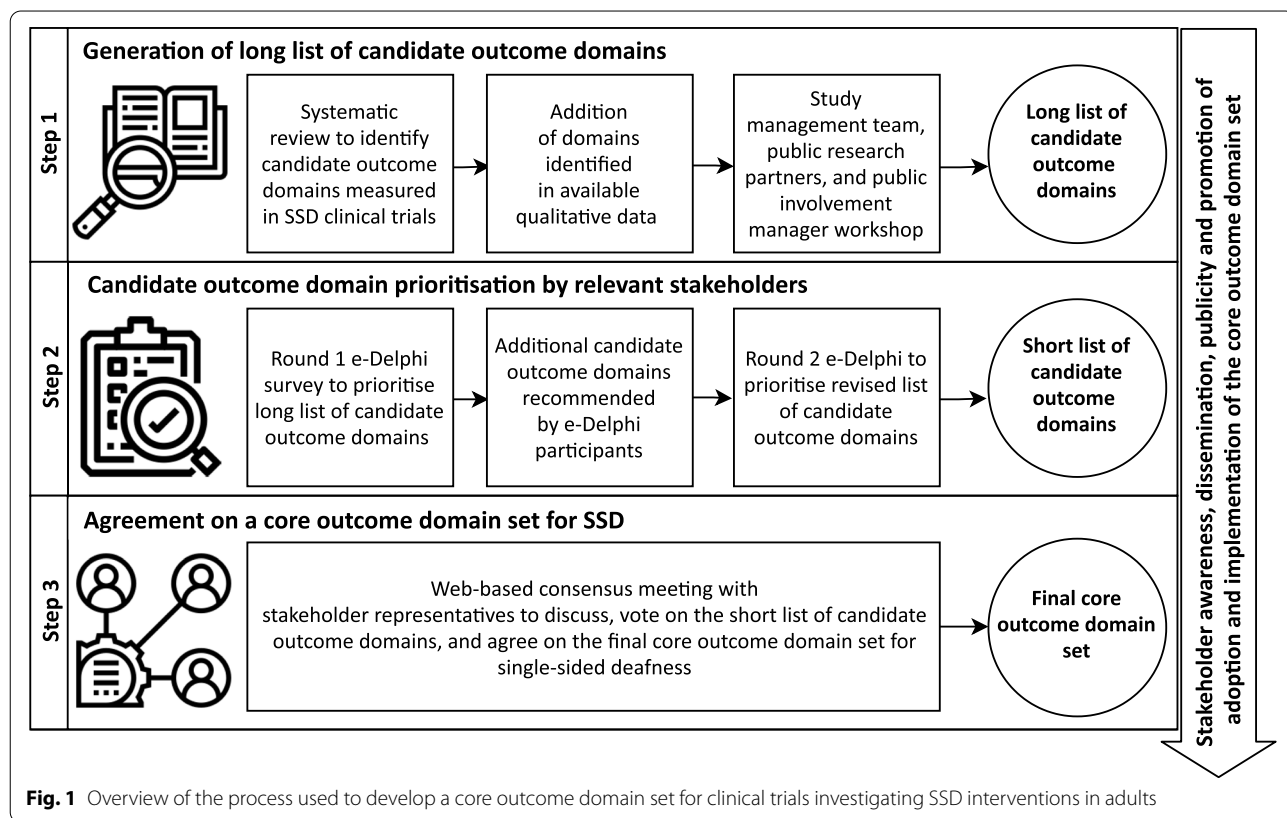 Step 1
Generation of long list of candidate outcome domains
Systematic
review to identify
candidate outcome
domains measured
in SSD clinical trials
Addition
of domains
identified
in available
qualitative data
Study
management team,
public research
partners, and public
involvement
manager workshop
Long list of
candidate
outcome
domains
Step 2
Candidate outcome domain prioritisation by relevant stakeholders
Round 1 e-Delphi
survey to prioritise
long list of candidate
outcome domains
Additional candidate
outcome domains
recommended
by e-Delphi
participants
Round 2 e-Delphi to
prioritise revised list
of candidate
outcome domains
Short list of
candidate
outcome
domains
Step 3
Agreement on a core outcome domain set for SSD
Web-based consensus meeting with
stakeholder representatives to discuss, vote on the short list of candidate
outcome domains, and agree on the final core outcome domain set for
single-sided deafness
Final core
outcome domain
set
Stakeholder awareness, dissemination, publicity and promotion of
adoption and implementation of the core outcome domain set
Fig. 1 Overview of the process used to develop a core outcome domain set for clinical trials investigating SSD interventions in adults